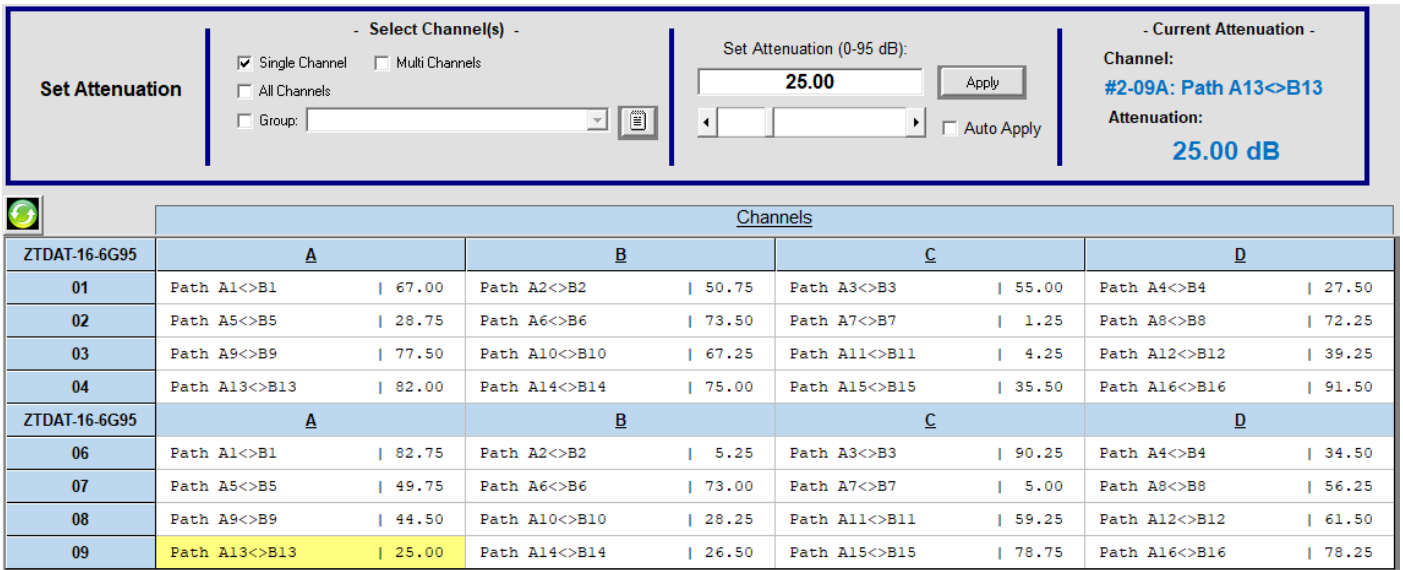 Set Attenuation
- Select Channel(s) -
Single Channel Multi Channels
All Channels
Group:
Set Attenuation (0-95 dB):
25.00 Apply
Auto Apply
- Current Attenuation -
Channel:
#2-09A: Path A13<>B13
Attenuation:
25.00 dB
Channels
ZTDAT-16-6G95 A B C D
01 Path A1<>B1 | 67.00 Path A2<>B2 | 50.75 Path A3<>B3 | 55.00 Path A4<>B4 | 27.50
02 Path A5<>B5 | 28.75 Path A6<>B6 | 73.50 Path A7<>B7 | 1.25 Path A8<>B8 | 72.25
03 Path A9<>B9 | 77.50 Path A10<>B10 | 67.25 Path A11<>B11 | 4.25 Path A12<>B12 | 39.25
04 Path A13<>B13 | 82.00 Path A14<>B14 | 75.00 Path A15<>B15 | 35.50 Path A16<>B16 | 91.50
ZTDAT-16-6G95 A B C D
06 Path A1<>B1 | 82.75 Path A2<>B2 | 5.25 Path A3<>B3 | 90.25 Path A4<>B4 | 34.50
07 Path A5<>B5 | 49.75 Path A6<>B6 | 73.00 Path A7<>B7 | 5.00 Path A8<>B8 | 56.25
08 Path A9<>B9 | 44.50 Path A10<>B10 | 28.25 Path A11<>B11 | 59.25 Path A12<>B12 | 61.50
09 Path A13<>B13 | 25.00 Path A14<>B14 | 26.50 Path A15<>B15 | 78.75 Path A16<>B16 | 78.25